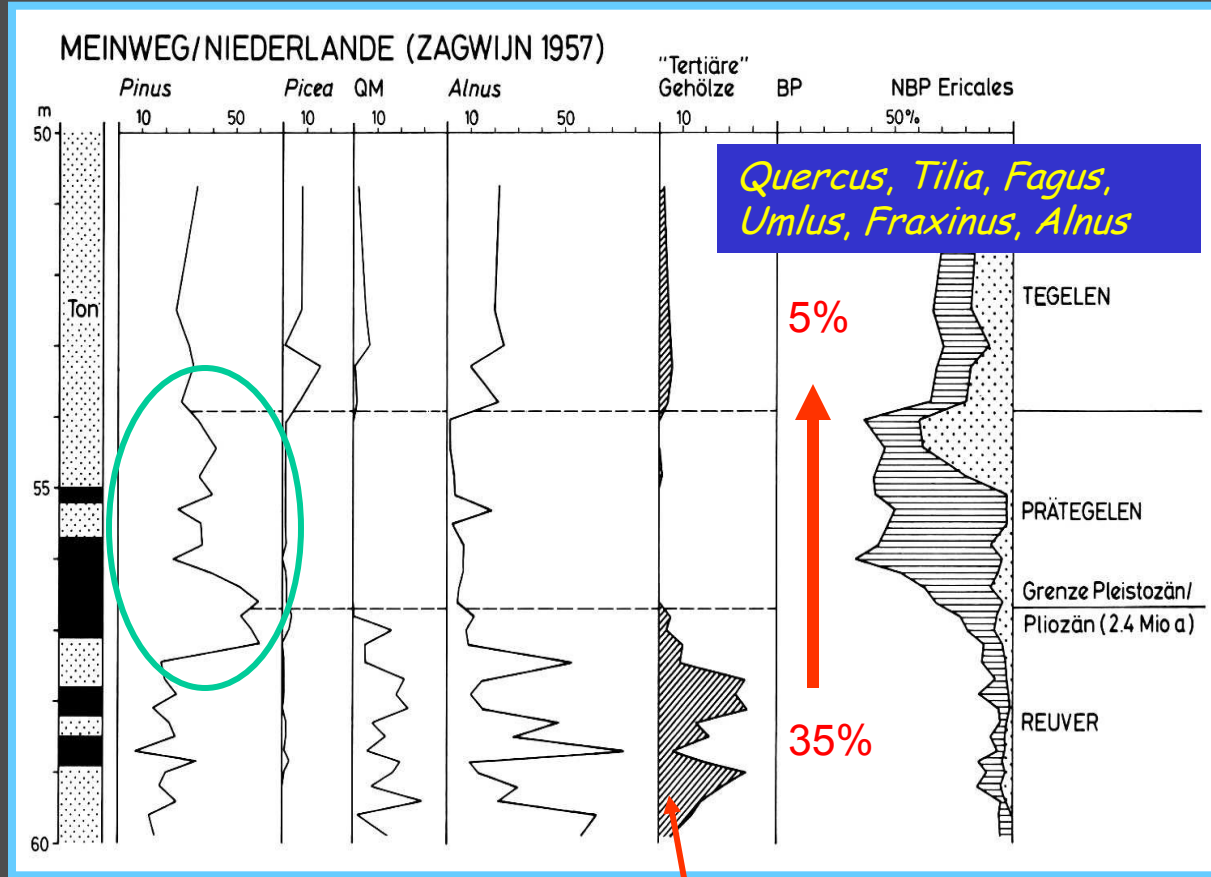 MEINWEG/NIEDERLANDE (ZAGWIJN 1957)
"Tertiäre"
Pinus Picea QM Alnus Gehölze BP NBP Ericales
m 10 50 10 10 10 50 10 50%
50
Quercus, Tilia, Fagus,
Umlus, Fraxinus, Alnus
Ton
5%
TEGELEN
55
PRÄTEGELEN
Grenze Pleistozän/
Pliozän (2.4 Mio a)
35%
REUVER
60